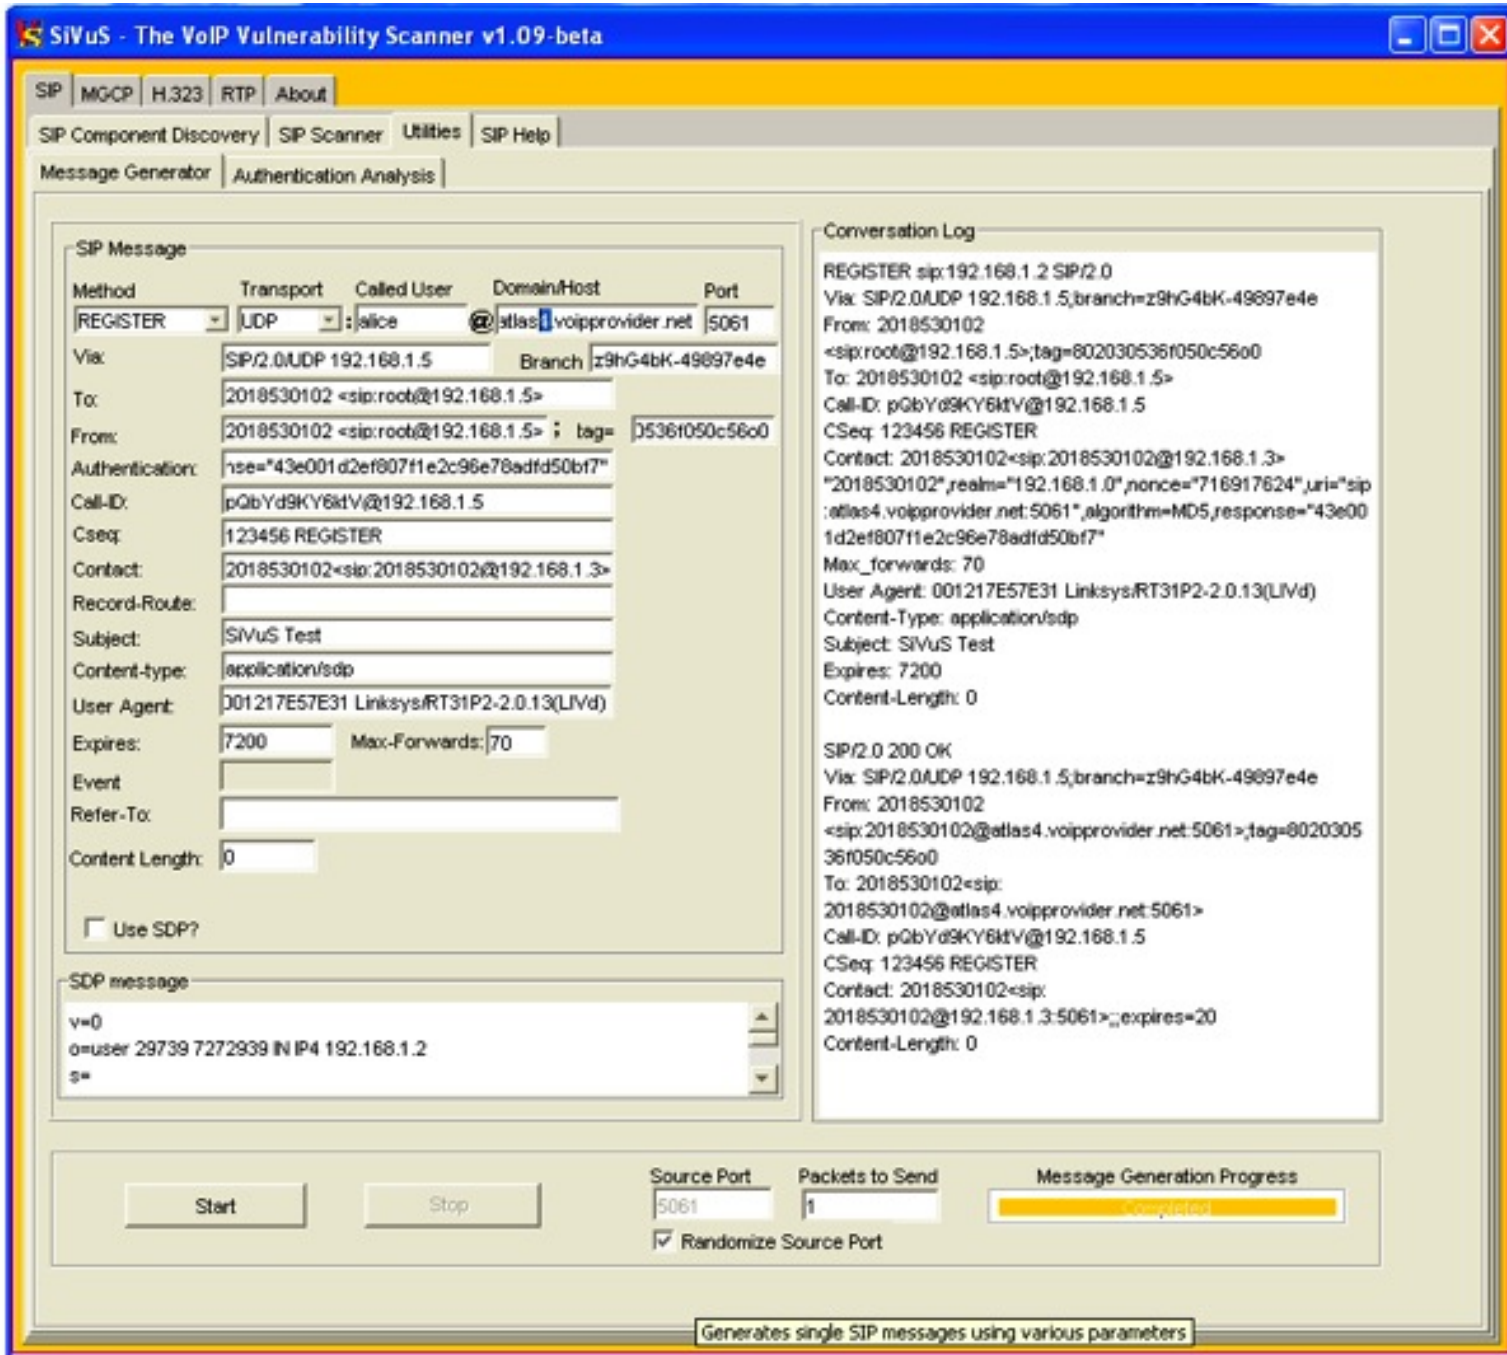 SiVuS - The VoIP Vulnerability Scanner v1.09-beta
SIP MGCP H.323 RTP About
SIP Component Discovery SIP Scanner Utilities SIP Help
Message Generator Authentication Analysis
SIP Message
Method Transport Called User Domain/Host Port
REGISTER UDP : alice @ atlas4.voipprovider.net 5061
Via: SIP/2.0/UDP 192.168.1.5 Branch z9hG4bK-49897e4e
To: 2018530102 <sip:root@192.168.1.5>
From: 2018530102 <sip:root@192.168.1.5> ; tag= 0536f050c56o0
Authentication: nse="43e001d2ef807f1e2c96e78adfd50bf7"
Call-ID: pQbYd9KY6ktV@192.168.1.5
Cseq: 123456 REGISTER
Contact: 2018530102<sip:2018530102@192.168.1.3>
Record-Route:
Subject: SiVuS Test
Content-type: application/sdp
User Agent: 001217E57E31 Linksys/RT31P2-2.0.13(LIVd)
Expires: 7200 Max-Forwards: 70
Event
Refer-To:
Content Length: 0
Use SDP?
SDP message
v=0
o=user 29739 7272939 IN IP4 192.168.1.2
s=
Conversation Log
REGISTER sip:192.168.1.2 SIP/2.0
Via: SIP/2.0/UDP 192.168.1.5;branch=z9hG4bK-49897e4e
From: 2018530102
<sip:root@192.168.1.5>;tag=802030536f050c56o0
To: 2018530102 <sip:root@192.168.1.5>
Call-ID: pQbYd9KY6ktV@192.168.1.5
CSeq: 123456 REGISTER
Contact: 2018530102<sip:2018530102@192.168.1.3>
"2018530102",realm="192.168.1.0",nonce="716917624",uri="sip
:atlas4.voipprovider.net:5061",algorithm=MD5,response="43e00
1d2ef807f1e2c96e78adfd50bf7"
Max_forwards: 70
User Agent: 001217E57E31 Linksys/RT31P2-2.0.13(LIVd)
Content-Type: application/sdp
Subject: SiVuS Test
Expires: 7200
Content-Length: 0
SIP/2.0 200 OK
Via: SIP/2.0/UDP 192.168.1.5;branch=z9hG4bK-49897e4e
From: 2018530102
<sip:2018530102@atlas4.voipprovider.net:5061>;tag=8020305
36f050c56o0
To: 2018530102<sip:
2018530102@atlas4.voipprovider.net:5061>
Call-ID: pQbYd9KY6ktV@192.168.1.5
CSeq: 123456 REGISTER
Contact: 2018530102<sip:
2018530102@192.168.1.3:5061>;;expires=20
Content-Length: 0
Start Stop
Source Port Packets to Send Message Generation Progress
5061 1 Completed
Randomize Source Port
Generates single SIP messages using various parameters